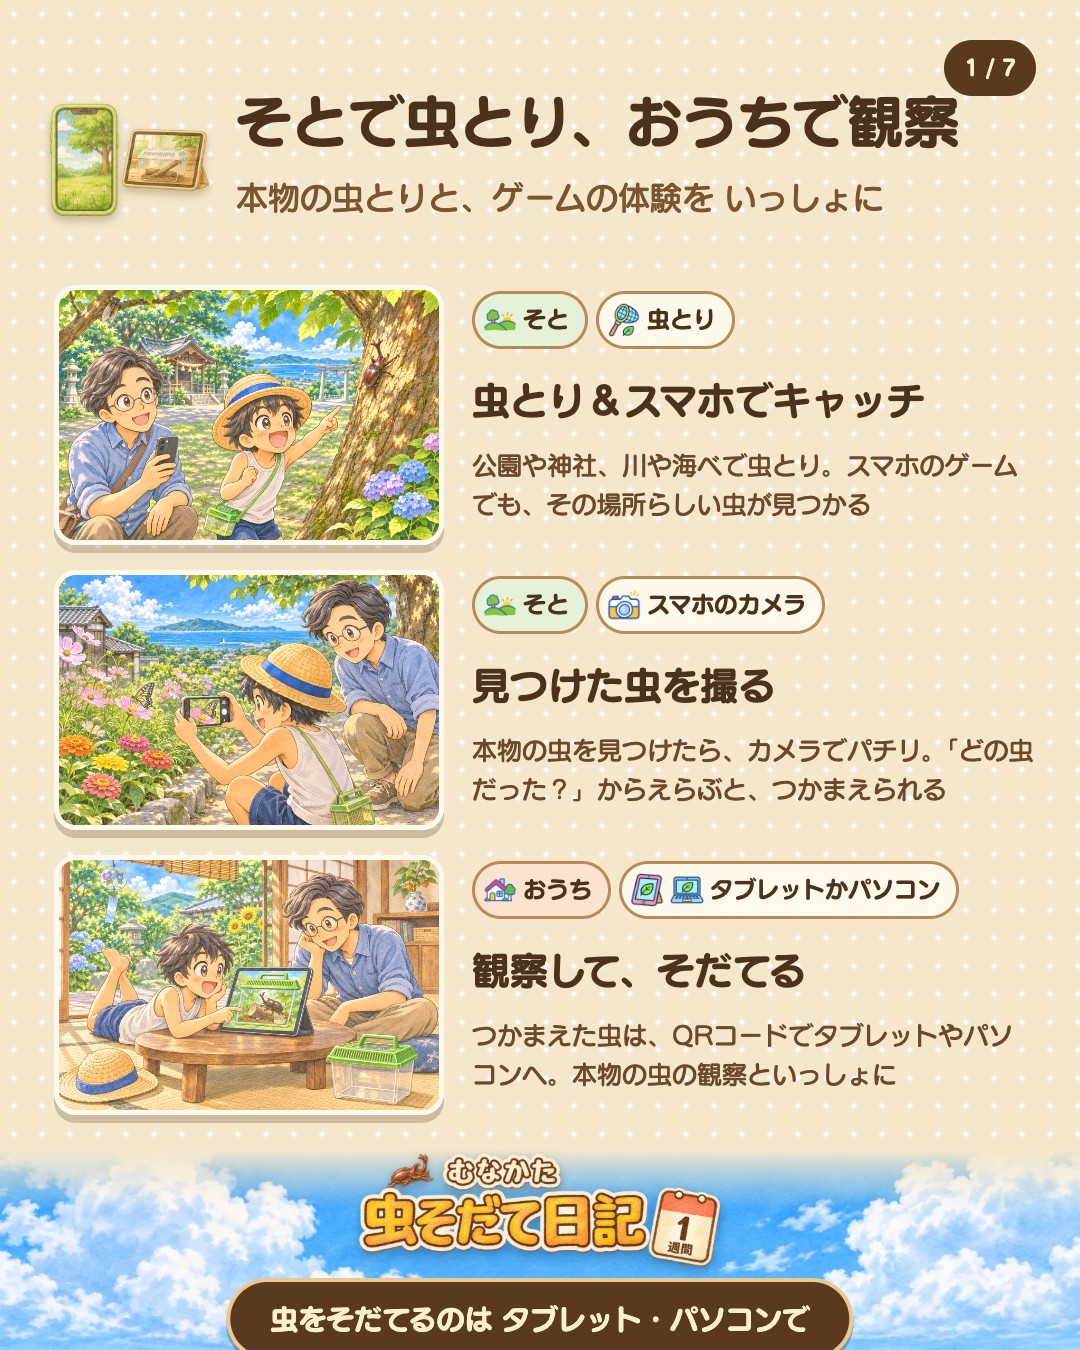 1 / 7
そとで虫とり、おうちで観察
本物の虫とりと、ゲームの体験を いっしょに
そと
虫とり
虫とり＆スマホでキャッチ
公園や神社、川や海べで虫とり。スマホのゲーム
でも、その場所らしい虫が見つかる
そと
スマホのカメラ
見つけた虫を撮る
本物の虫を見つけたら、カメラでパチリ。「どの虫
だった？」からえらぶと、つかまえられる
おうち
タブレットかパソコン
観察して、そだてる
つかまえた虫は、QRコードでタブレットやパソ
コンへ。本物の虫の観察といっしょに
むなかた
虫そだて日記
1
週間
虫をそだてるのは タブレット・パソコンで